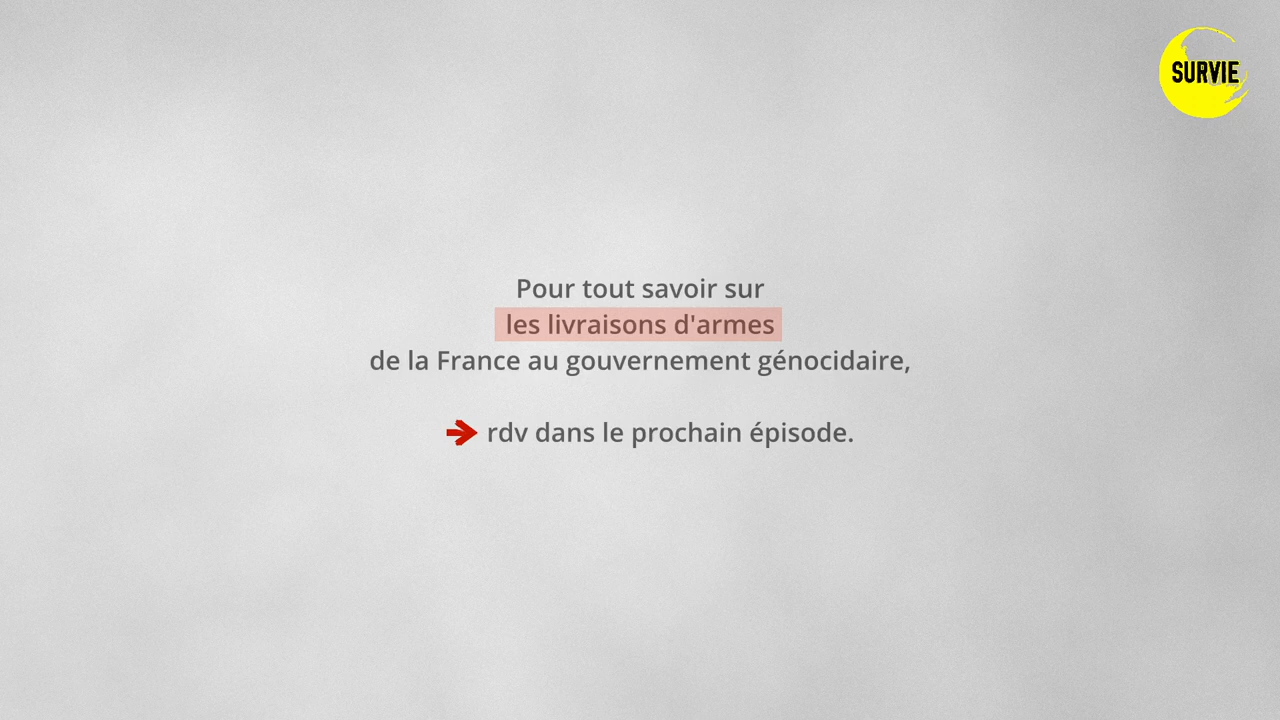 SURVIE
Pour tout savoir sur
les livraisons d'armes
de la France au gouvernement génocidaire,
rdv dans le prochain épisode.